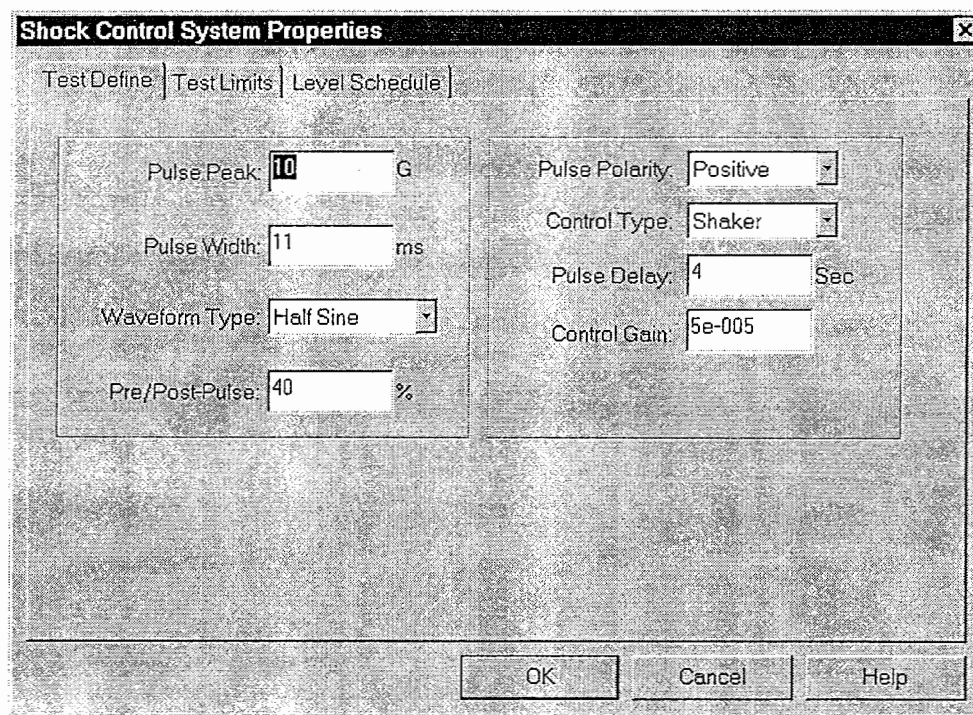 Shock Control System Properties
Test Define Test Limits Level Schedule
Pulse Peak: 10 G
Pulse Width: 11 ms
Waveform Type: Half Sine
Pre/Post-Pulse: 40 %
Pulse Polarity: Positive
Control Type: Shaker
Pulse Delay: 4 Sec
Control Gain: 5e-005
OK Cancel Help